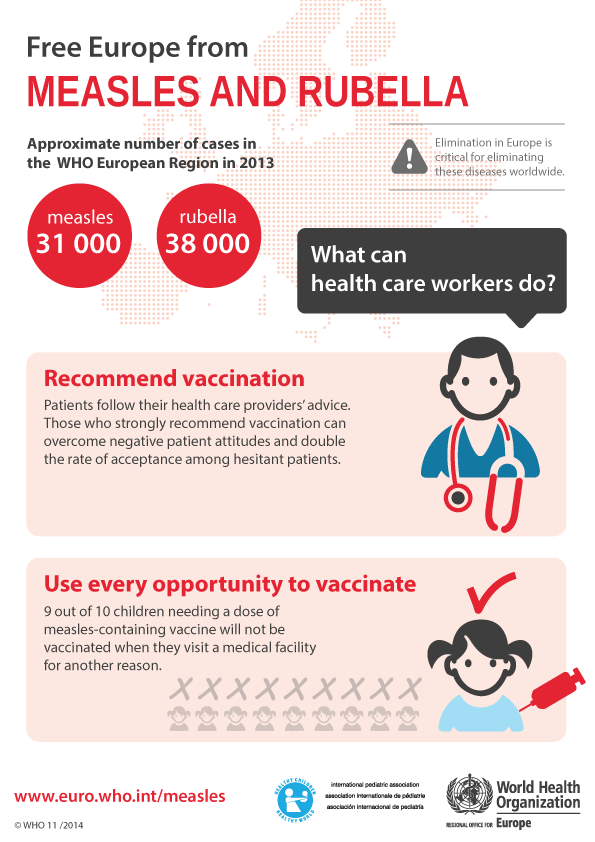 Free Europe from
MEASLES AND RUBELLA
Approximate number of cases in
the WHO European Region in 2013
Elimination in Europe is
critical for eliminating
these diseases worldwide.
measles
31 000
rubella
38 000
What can
health care workers do?
Recommend vaccination
Patients follow their health care providers' advice.
Those who strongly recommend vaccination can
overcome negative patient attitudes and double
the rate of acceptance among hesitant patients.
Use every opportunity to vaccinate
9 out of 10 children needing a dose of
measles-containing vaccine will not be
vaccinated when they visit a medical facility
for another reason.
www.euro.who.int/measles
© WHO 11 /2014
HEALTHY CHILDREN
HEALTHY WORLD
international pediatric association
association internationale de pédiatrie
asociación internacional de pediatría
World Health
Organization
REGIONAL OFFICE FOR Europe